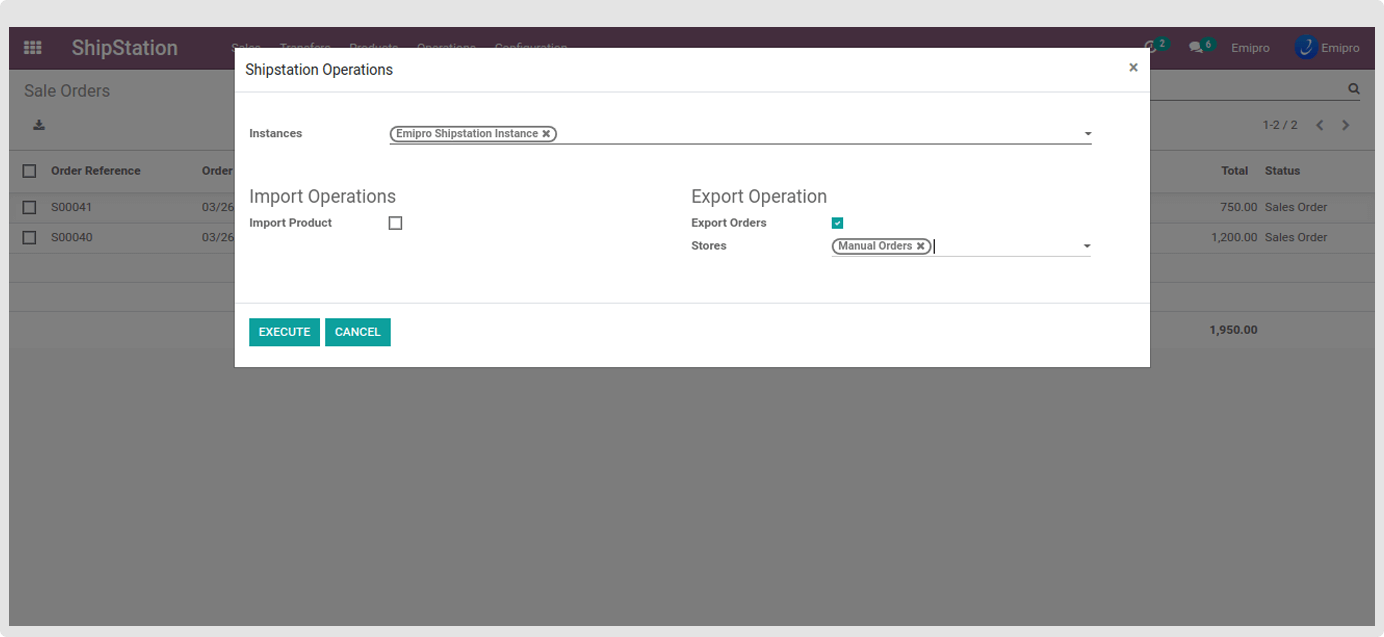 ShipStation Sales Transfers Products Operations Configuration 2 6 Emipro Emipro
Shipstation Operations ×
Sale Orders
Instances Emipro Shipstation Instance ✖
1-2 / 2
Order Reference Order Total Status
Import Operations Export Operation
S00041 03/26 750.00 Sales Order
Import Product Export Orders
S00040 03/26 1,200.00 Sales Order
Stores Manual Orders ✖
EXECUTE CANCEL
1,950.00